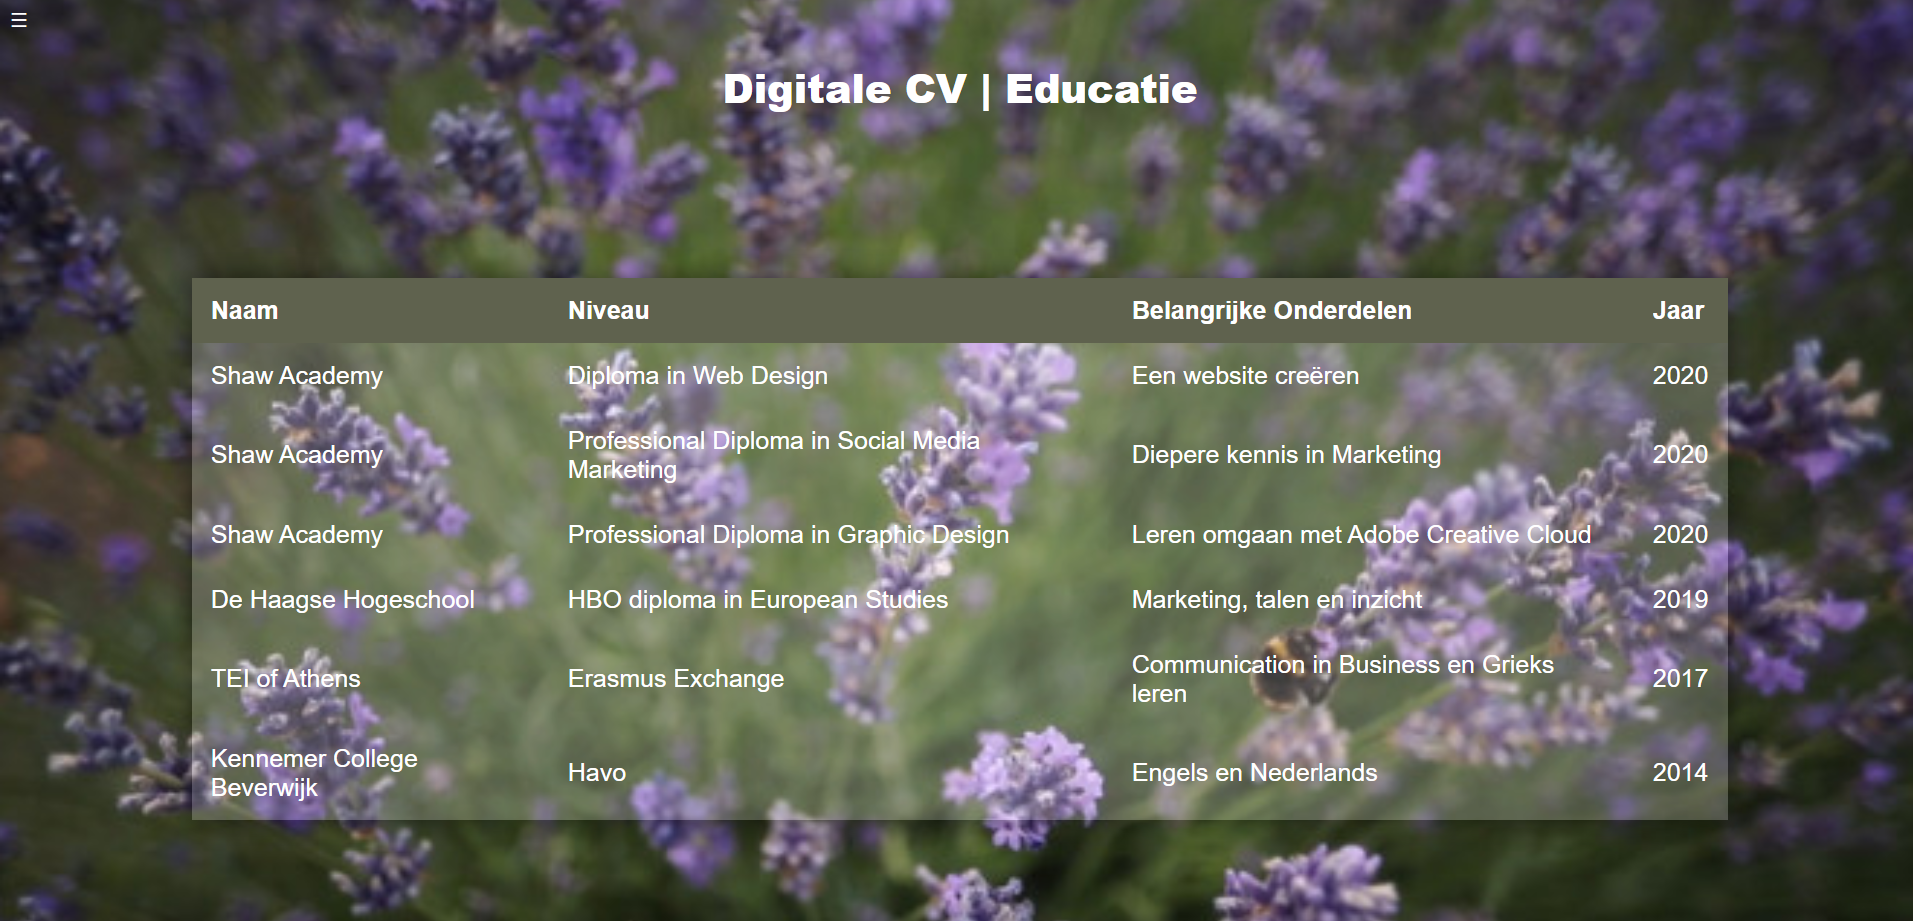 ☰
Digitale CV | Educatie
Naam Niveau Belangrijke Onderdelen Jaar
Shaw Academy Diploma in Web Design Een website creëren 2020
Shaw Academy Professional Diploma in Social Media
Marketing Diepere kennis in Marketing 2020
Shaw Academy Professional Diploma in Graphic Design Leren omgaan met Adobe Creative Cloud 2020
De Haagse Hogeschool HBO diploma in European Studies Marketing, talen en inzicht 2019
TEI of Athens Erasmus Exchange Communication in Business en Grieks
leren 2017
Kennemer College
Beverwijk Havo Engels en Nederlands 2014